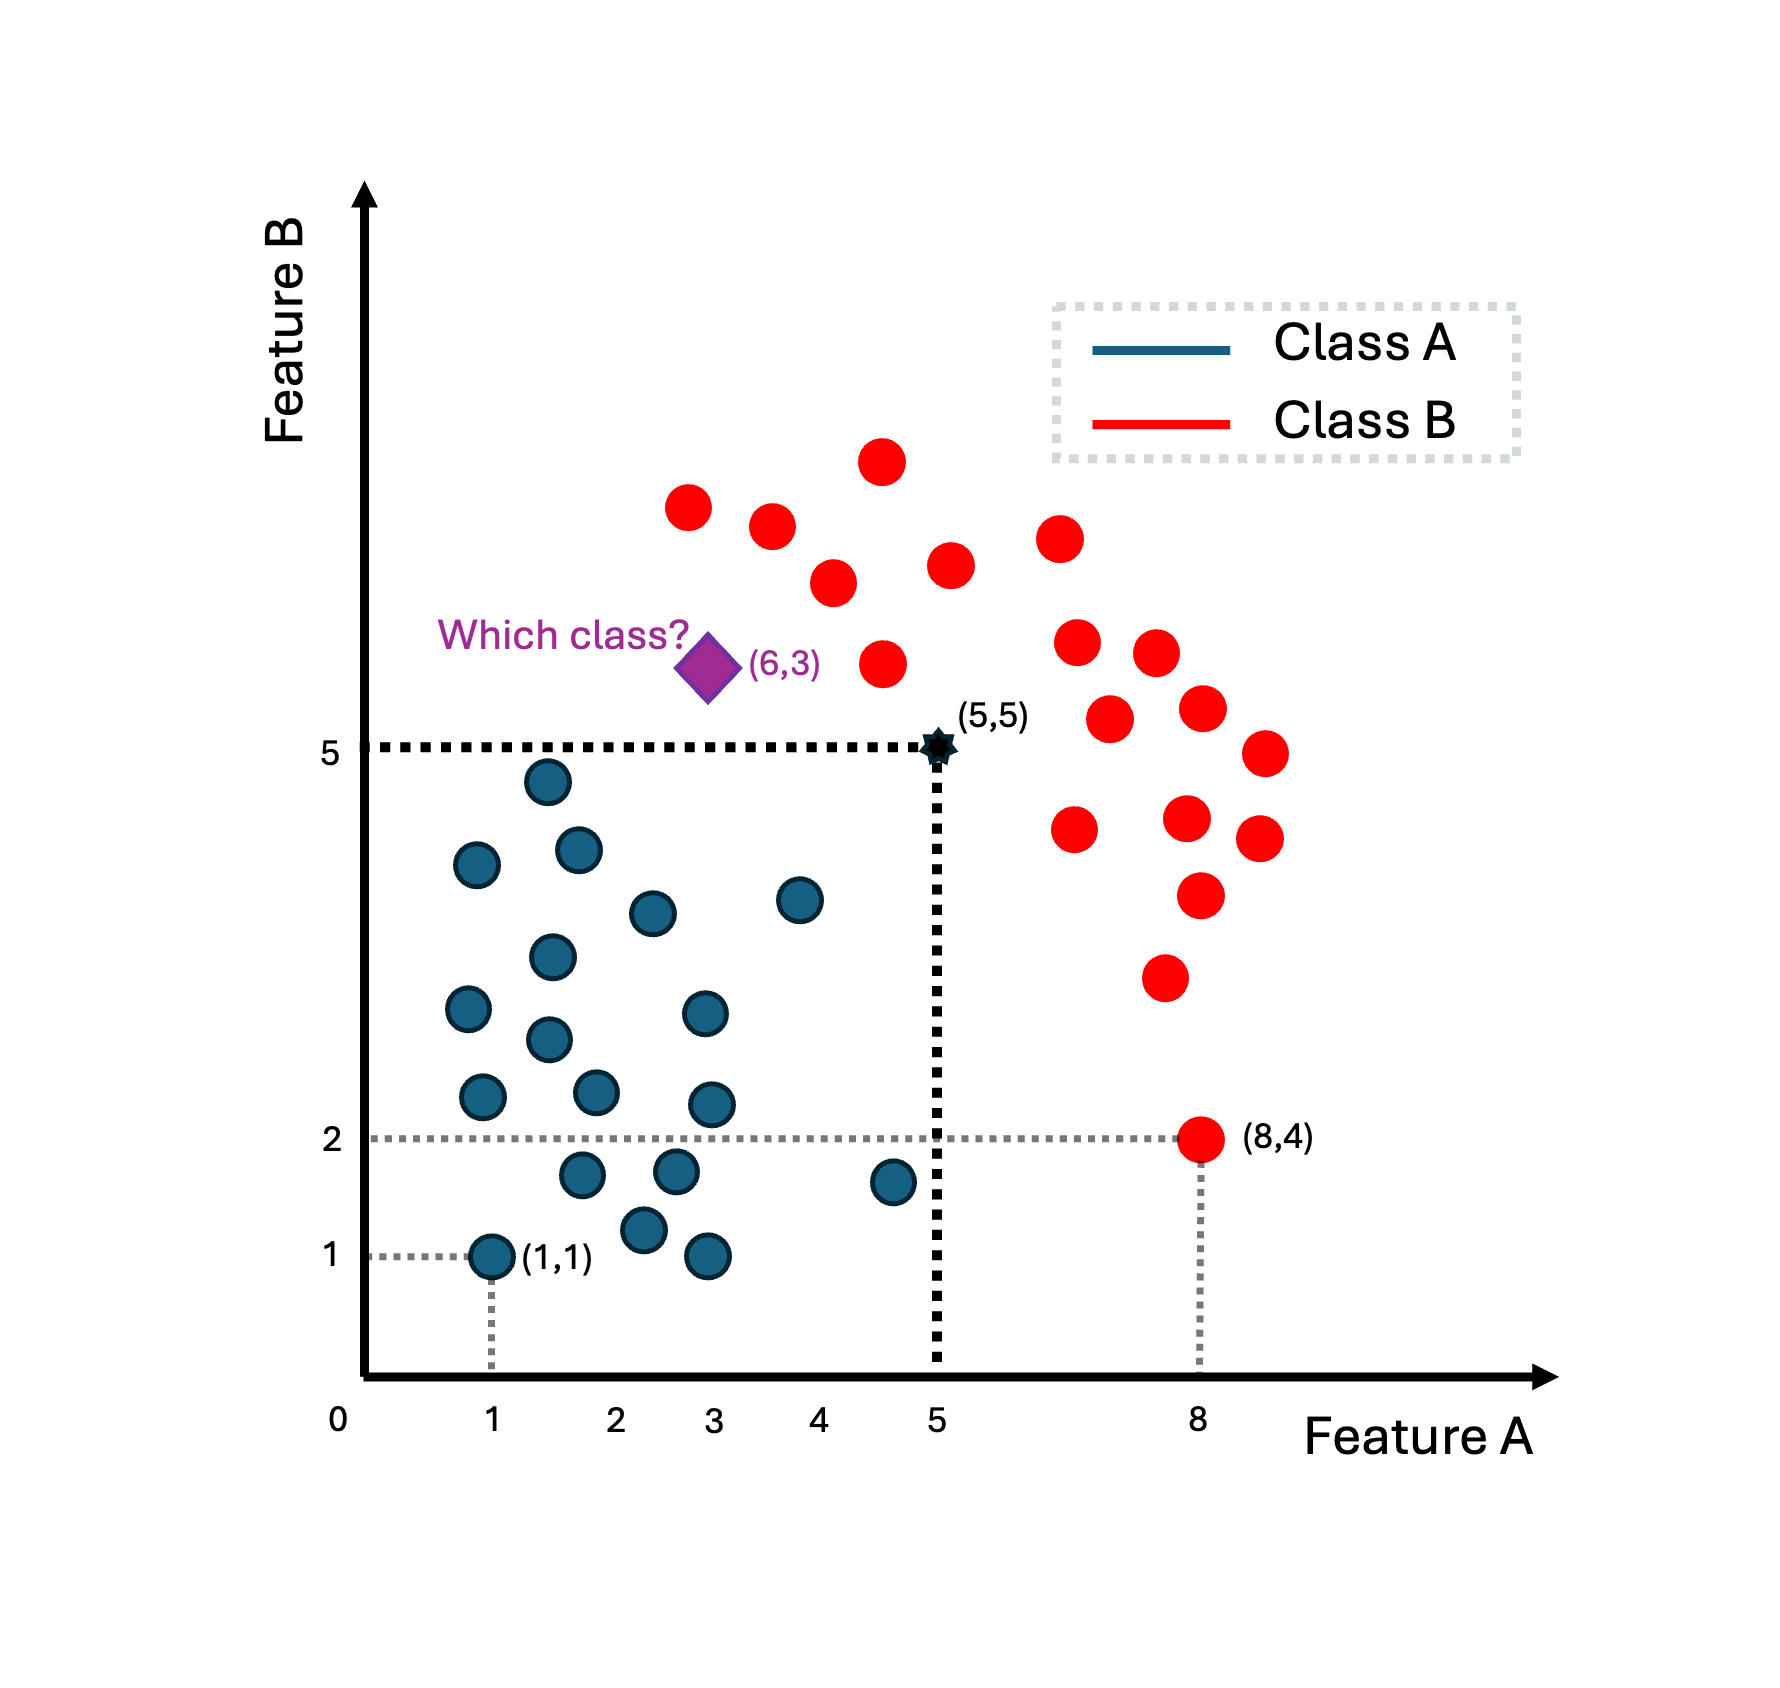 Feature B
Class A
Class B
Which class?
(6,3)
(5,5)
5
2
(8,4)
1
(1,1)
0 1 2 3 4 5 8
Feature A